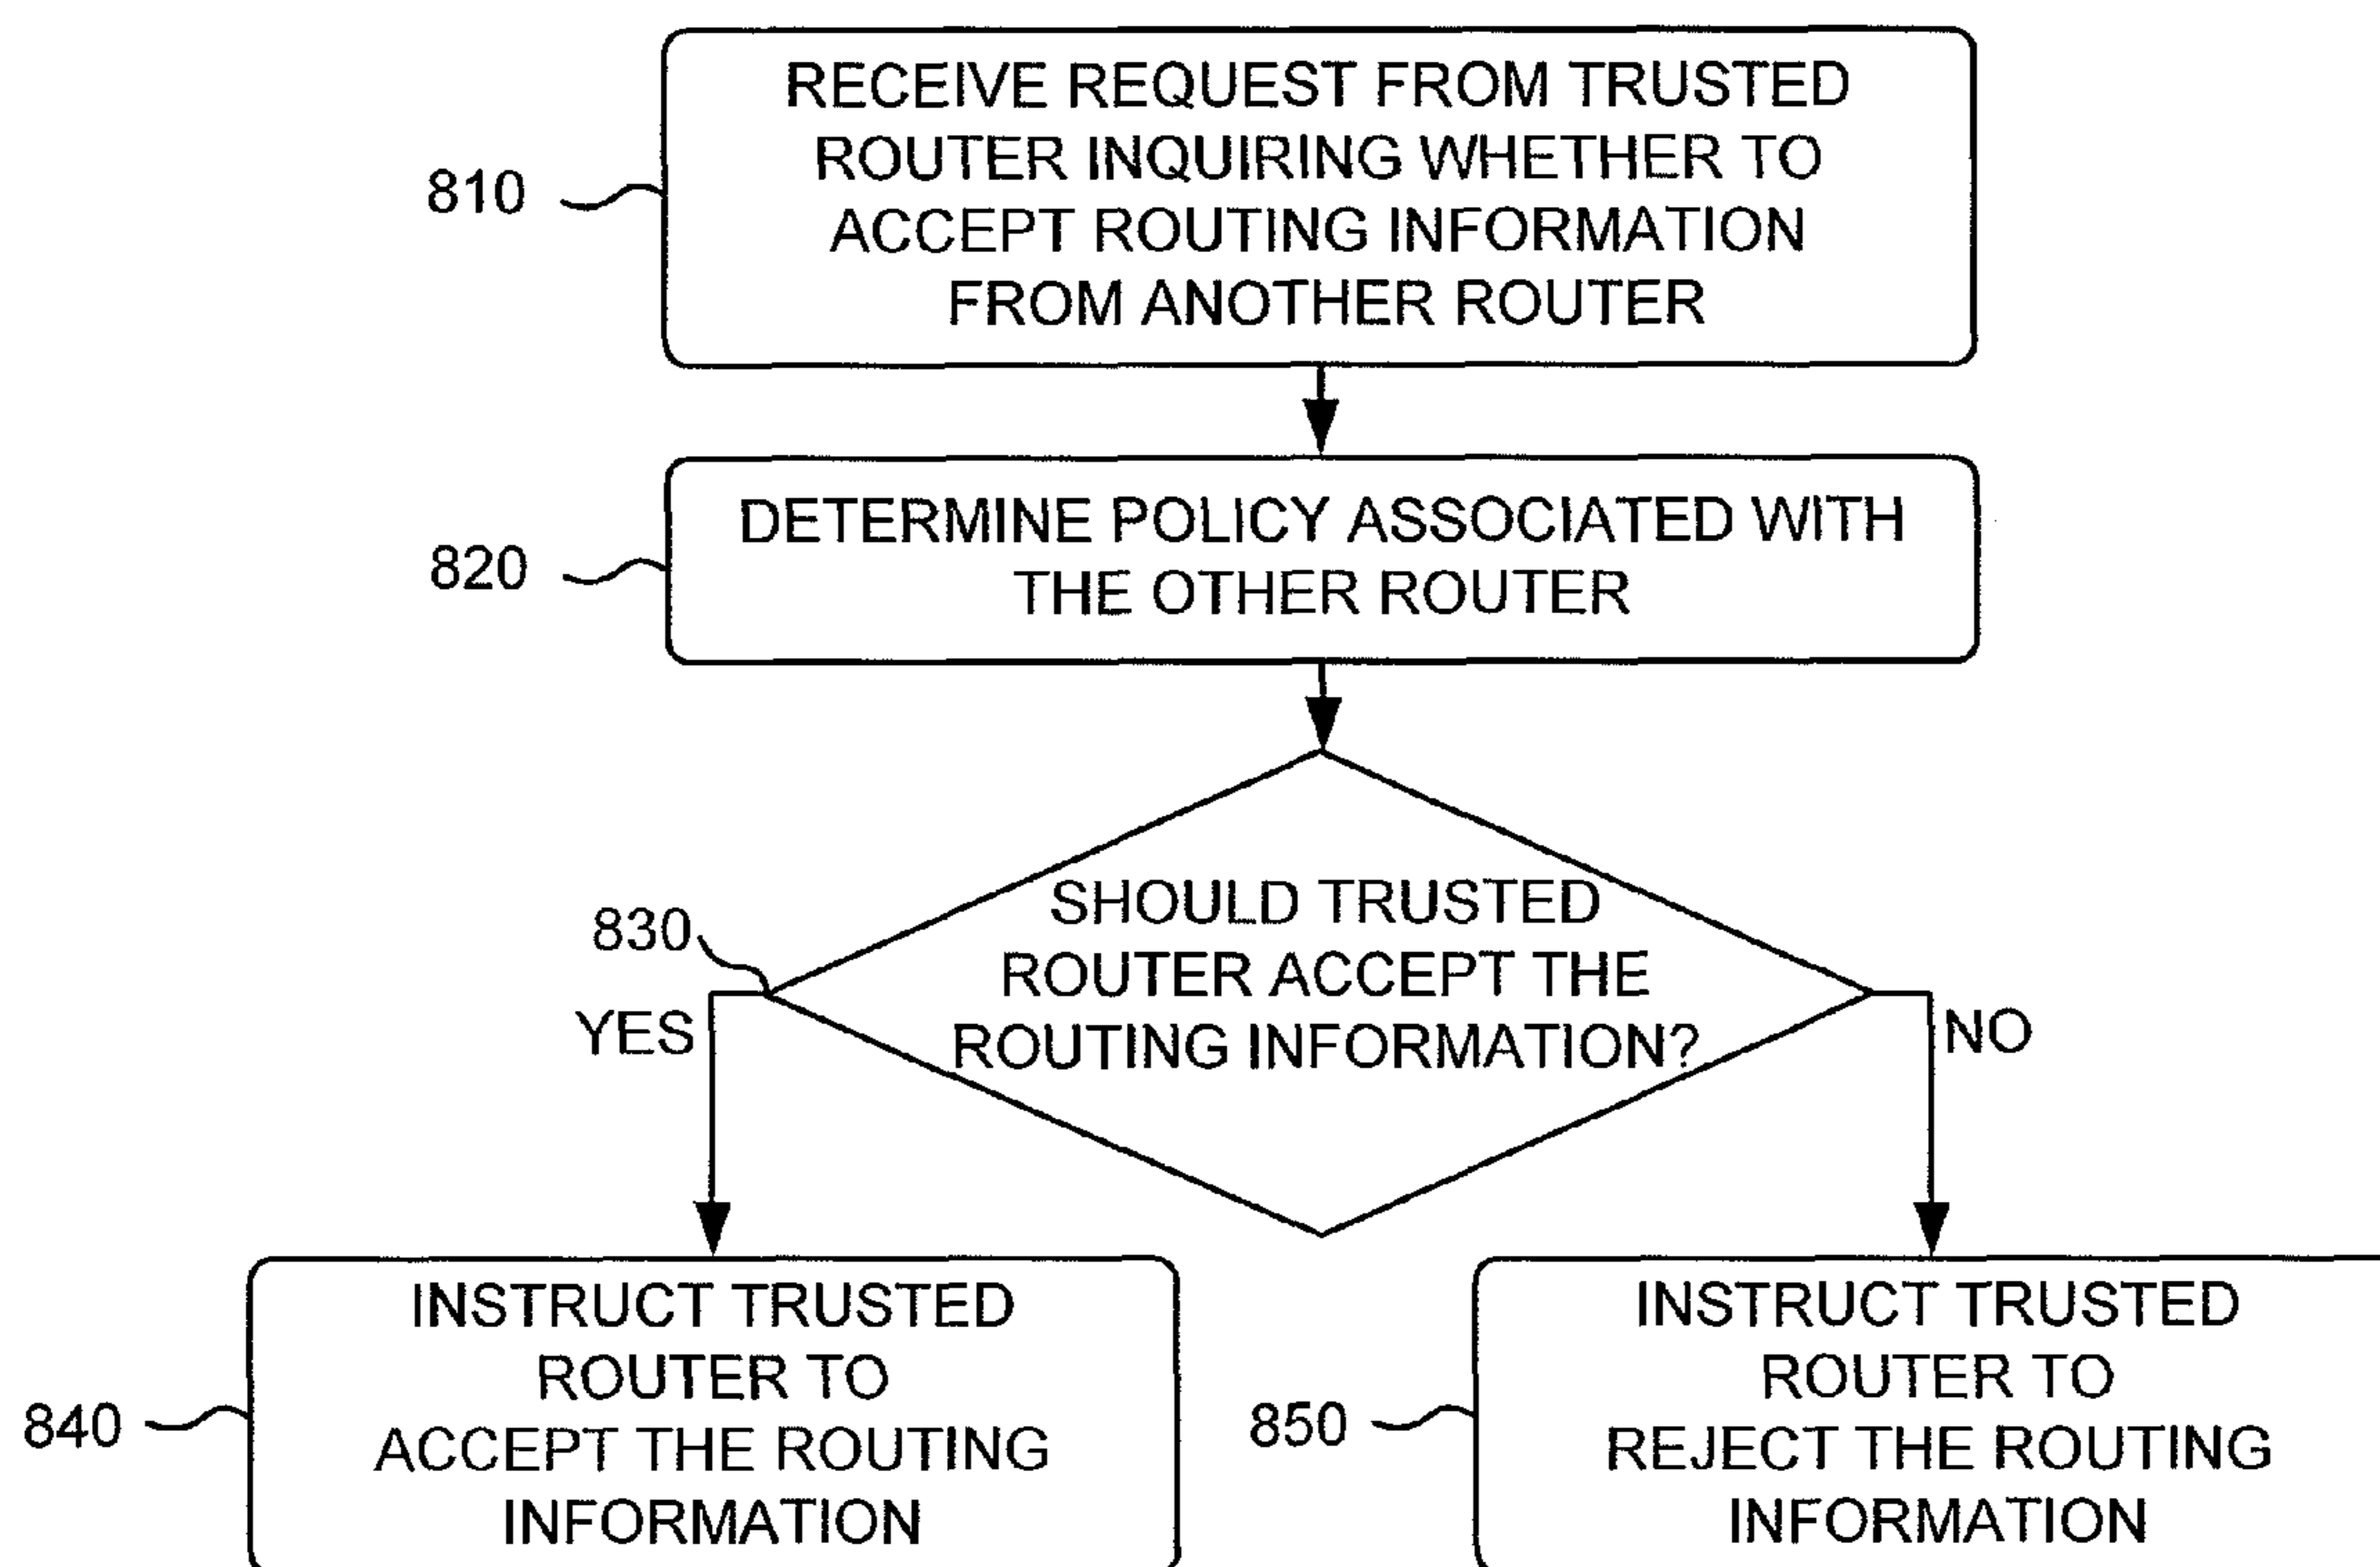 RECEIVE REQUEST FROM TRUSTED
ROUTER INQUIRING WHETHER TO
ACCEPT ROUTING INFORMATION
FROM ANOTHER ROUTER
810
DETERMINE POLICY ASSOCIATED WITH
THE OTHER ROUTER
820
SHOULD TRUSTED
ROUTER ACCEPT THE
ROUTING INFORMATION?
830
YES
NO
INSTRUCT TRUSTED
ROUTER TO
ACCEPT THE ROUTING
INFORMATION
840
INSTRUCT TRUSTED
ROUTER TO
REJECT THE ROUTING
INFORMATION
850